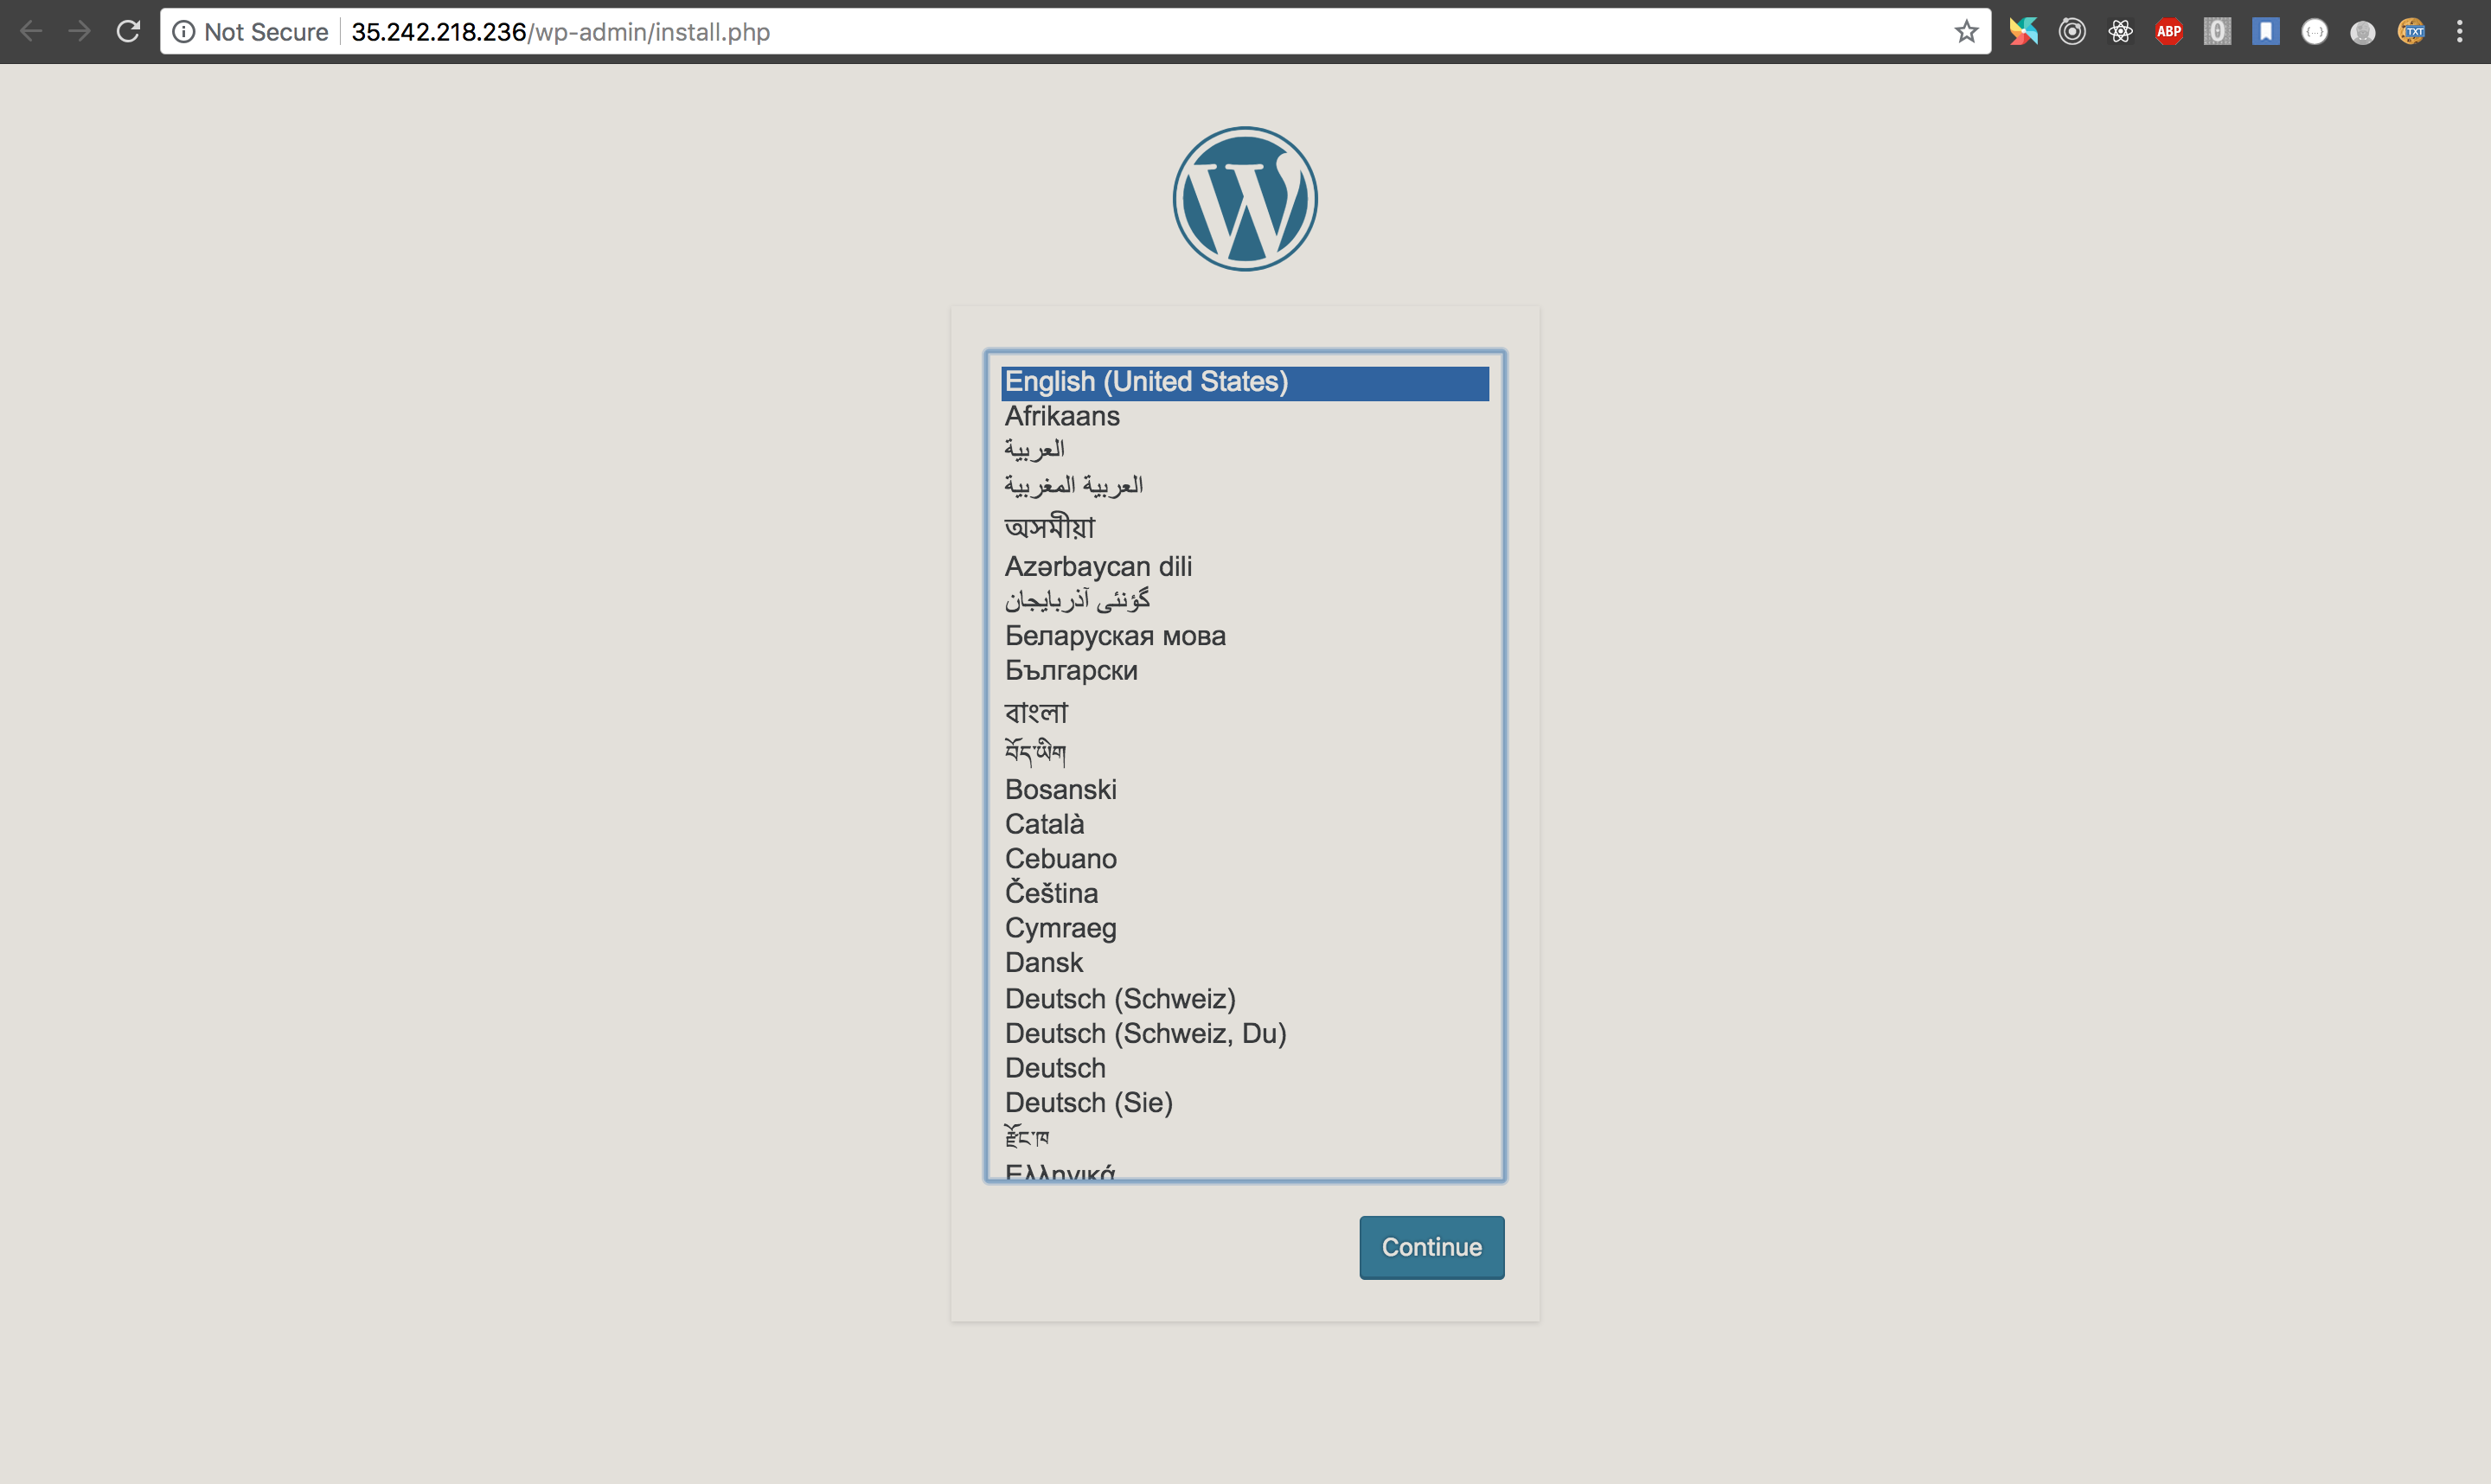 Not Secure 35.242.218.236/wp-admin/install.php
ABP
0
{...}
TXT
W
English (United States)
Afrikaans
العربية
العربية المغربية
অসমীয়া
Azərbaycan dili
گؤنئی آذربایجان
Беларуская мова
Български
বাংলা
བོད་ཡིག
Bosanski
Català
Cebuano
Čeština
Cymraeg
Dansk
Deutsch (Schweiz)
Deutsch (Schweiz, Du)
Deutsch
Deutsch (Sie)
རྫོང་ཁ
Ελληνικά
Continue